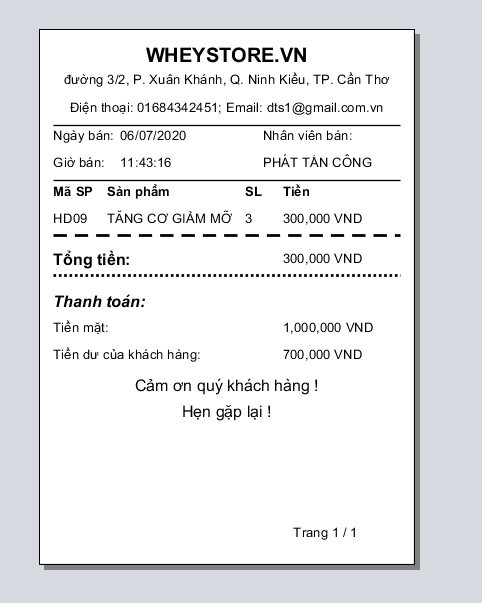 WHEYSTORE.VN
đường 3/2, P. Xuân Khánh, Q. Ninh Kiều, TP. Cần Thơ
Điện thoại: 01684342451; Email: dts1@gmail.com.vn
Ngày bán: 06/07/2020 Nhân viên bán:
Giờ bán: 11:43:16 PHÁT TẤN CÔNG
Mã SP Sản phẩm SL Tiền
HD09 TĂNG CƠ GIẢM MỠ 3 300,000 VND
Tổng tiền: 300,000 VND
Thanh toán:
Tiền mặt: 1,000,000 VND
Tiền dư của khách hàng: 700,000 VND
Cảm ơn quý khách hàng !
Hẹn gặp lại !
Trang 1 / 1